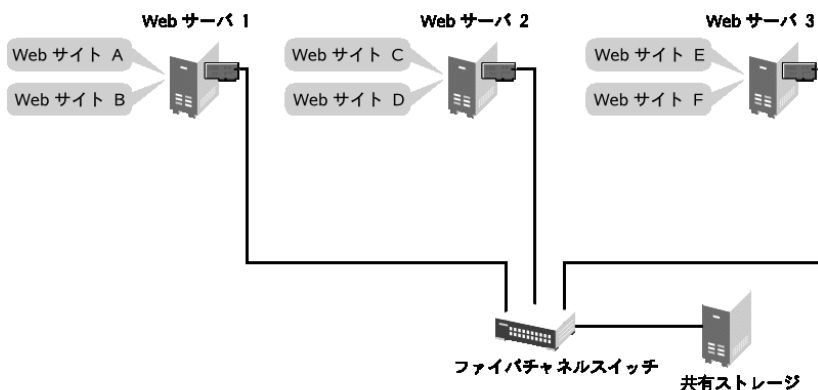 Web サーバ 1
Web サーバ 2
Web サーバ 3
Web サイト A
Web サイト B
Web サイト C
Web サイト D
Web サイト E
Web サイト F
ファイバチャネルスイッチ
共有ストレージ